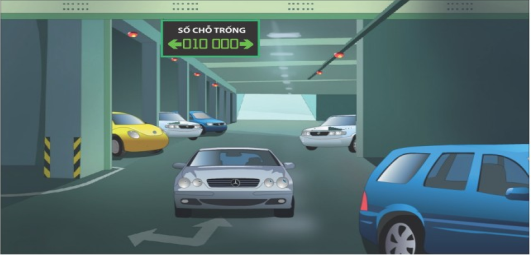 SỐ CHỖ TRỐNG
←010 000→